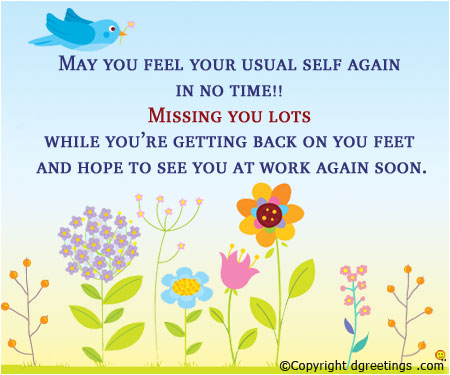 May you feel your usual self again
in no time!!
Missing you lots
while you're getting back on you feet
and hope to see you at work again soon.
©Copyright dgreetings .com